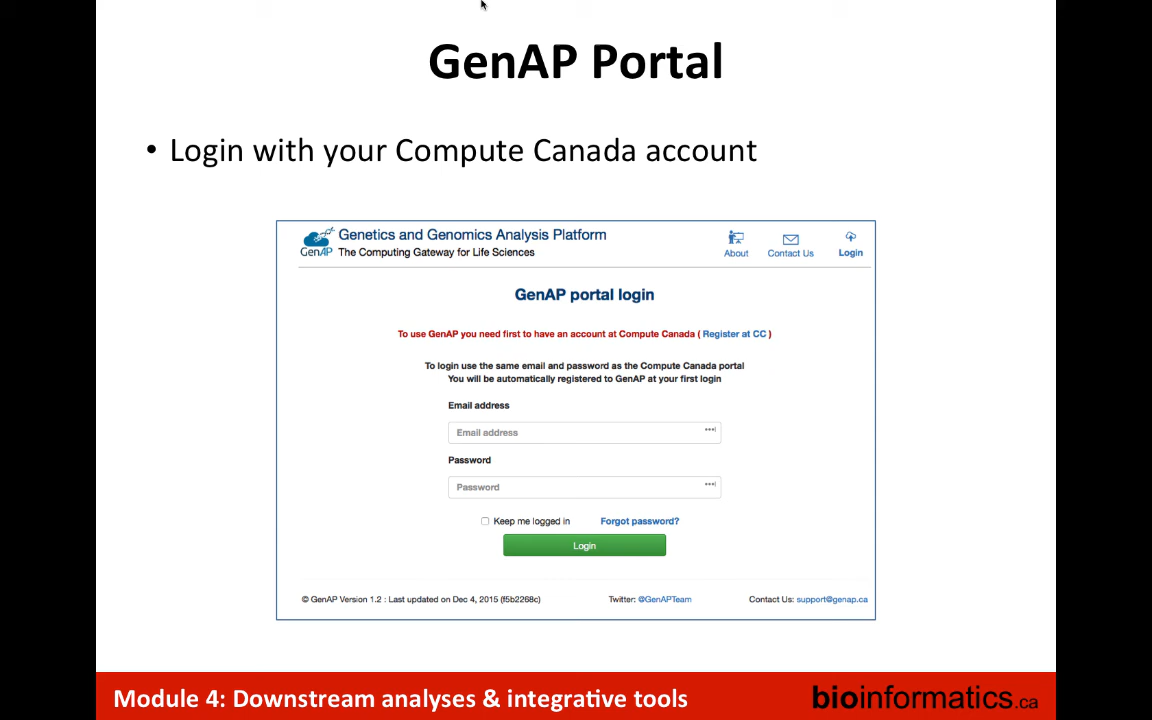 GenAP Portal
• Login with your Compute Canada account
GenAP
Genetics and Genomics Analysis Platform
The Computing Gateway for Life Sciences
About
Contact Us
Login
GenAP portal login
To use GenAP you need first to have an account at Compute Canada ( Register at CC )
To login use the same email and password as the Compute Canada portal
You will be automatically registered to GenAP at your first login
Email address
Email address
Password
Password
Keep me logged in
Forgot password?
Login
© GenAP Version 1.2 : Last updated on Dec 4, 2015 (f5b2268c)
Twitter: @GenAPTeam
Contact Us: support@genap.ca
Module 4: Downstream analyses & integrative tools
bioinformatics.ca